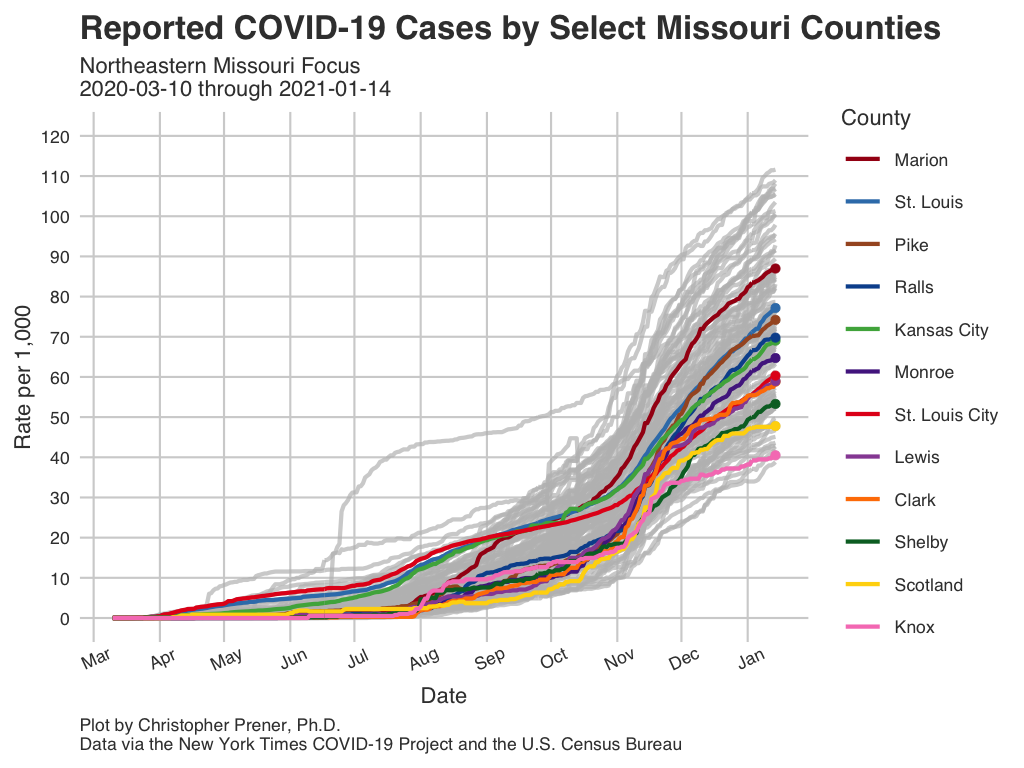 Reported COVID-19 Cases by Select Missouri Counties
Northeastern Missouri Focus
2020-03-10 through 2021-01-14
County
Marion
St. Louis
Pike
Ralls
Kansas City
Monroe
St. Louis City
Lewis
Clark
Shelby
Scotland
Knox
Rate per 1,000
120
110
100
90
80
70
60
50
40
30
20
10
0
Mar
Apr
May
Jun
Jul
Aug
Sep
Oct
Nov
Dec
Jan
Date
Plot by Christopher Prener, Ph.D.
Data via the New York Times COVID-19 Project and the U.S. Census Bureau